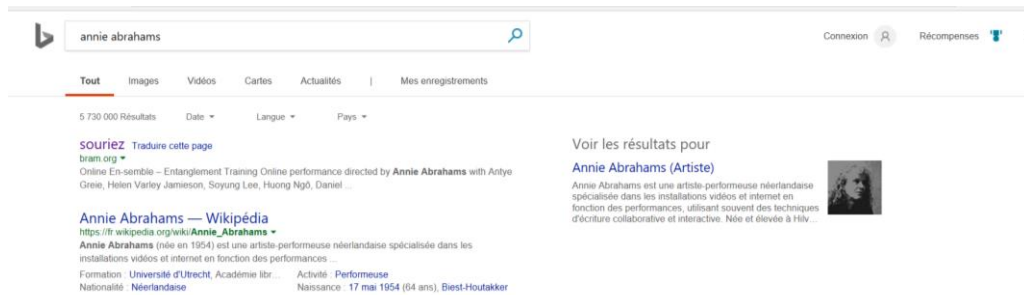 annie abrahams
Connexion
Récompenses
Tout Images Vidéos Cartes Actualités | Mes enregistrements
5 730 000 Résultats Date Langue Pays
souriez Traduire cette page
bram.org
Online En-semble – Entanglement Training Online performance directed by Annie Abrahams with Antye
Greie, Helen Varley Jamieson, Soyung Lee, Huong Ngô, Daniel ...
Annie Abrahams — Wikipédia
https://fr.wikipedia.org/wiki/Annie_Abrahams
Annie Abrahams (née en 1954) est une artiste-performeuse néerlandaise spécialisée dans les
installations vidéos et internet en fonction des performances ...
Formation : Université d'Utrecht, Académie libr... Activité : Performeuse
Nationalité : Néerlandaise Naissance : 17 mai 1954 (64 ans), Biest-Houtakker
Voir les résultats pour
Annie Abrahams (Artiste)
Annie Abrahams est une artiste-performeuse néerlandaise
spécialisée dans les installations vidéos et internet en
fonction des performances, utilisant souvent des techniques
d'écriture collaborative et interactive. Née et élevée à Hilv...